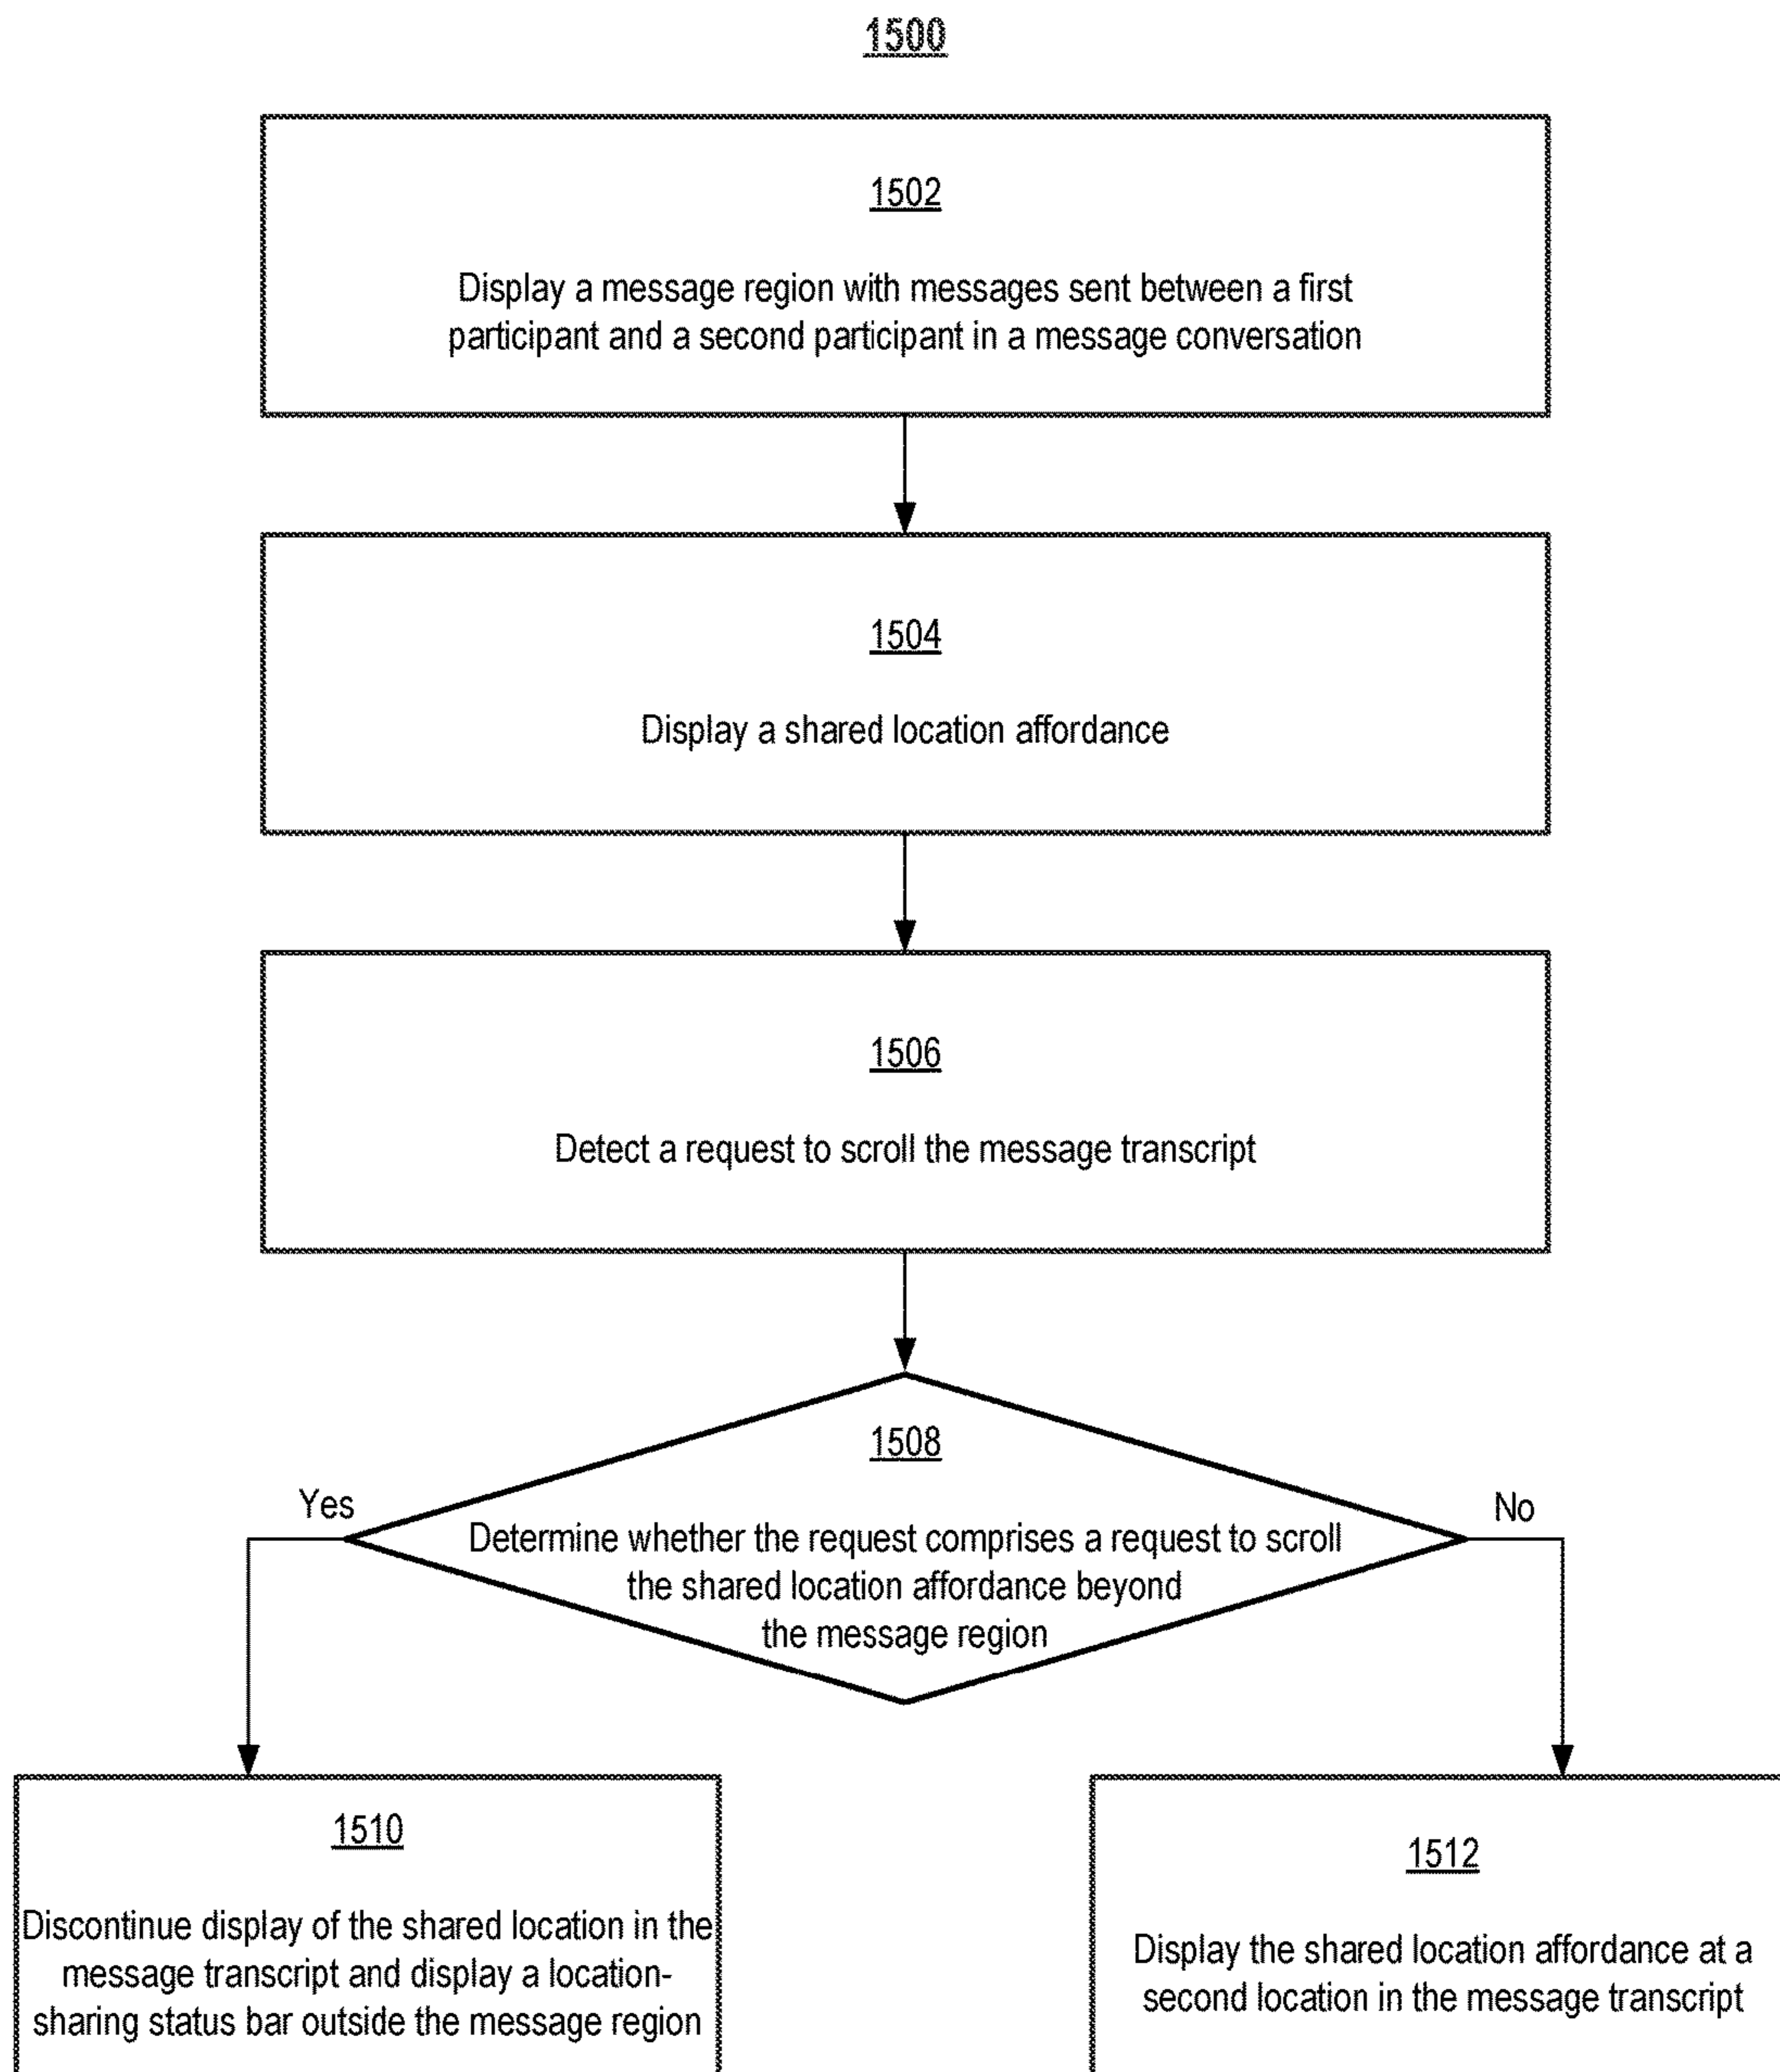 1500
1502
Display a message region with messages sent between a first
participant and a second participant in a message conversation
1504
Display a shared location affordance
1506
Detect a request to scroll the message transcript
1508
Yes
No
Determine whether the request comprises a request to scroll
the shared location affordance beyond
the message region
1510
Discontinue display of the shared location in the
message transcript and display a location-
sharing status bar outside the message region
1512
Display the shared location affordance at a
second location in the message transcript